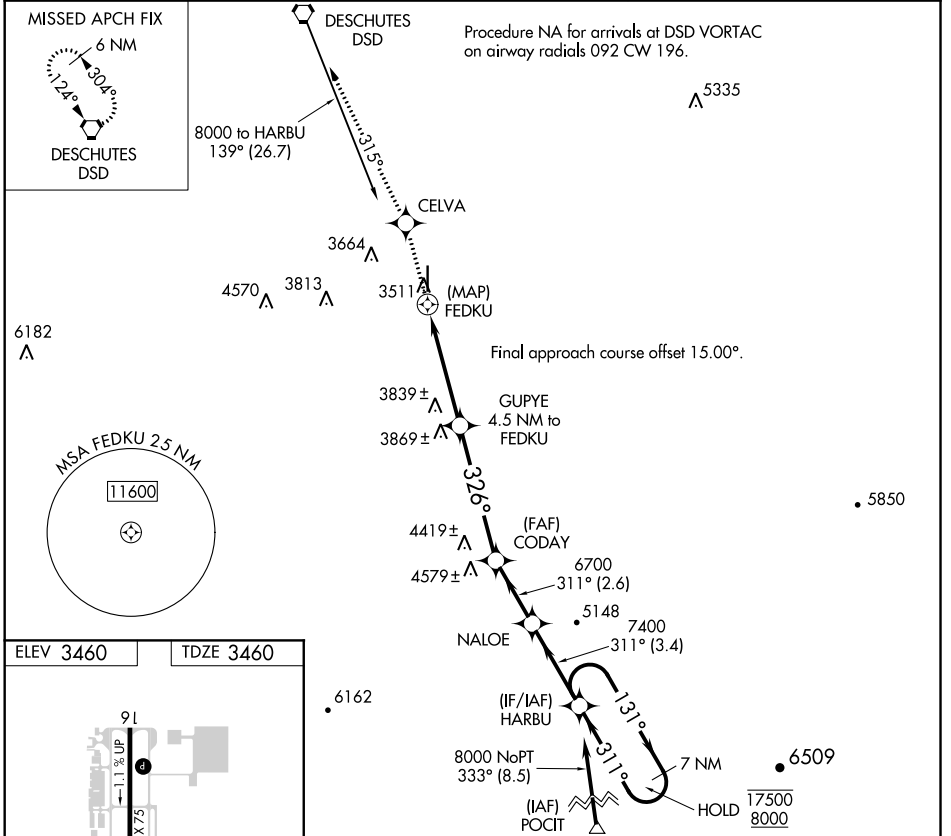 MISSED APCH FIX
6 NM
304°
124°
DESCHUTES
DSD
DESCHUTES
DSD
Procedure NA for arrivals at DSD VORTAC
on airway radials 092 CW 196.
5335
8000 to HARBU
139° (26.7)
315°
CELVA
3664
4570
3813
3511
(MAP)
FEDKU
6182
Final approach course offset 15.00°.
3839±
GUPYE
4.5 NM to
FEDKU
3869±
MSA FEDKU 25 NM
11600
326°
5850
4419±
(FAF)
CODAY
4579±
6700
311° (2.6)
5148
NALOE
7400
311° (3.4)
ELEV 3460
TDZE 3460
6162
(IF/IAF)
HARBU
131°
311°
7 NM
HOLD
6509
17500
8000
8000 NoPT
333° (8.5)
(IAF)
POCIT
16
1.1 % UP
P
X 75